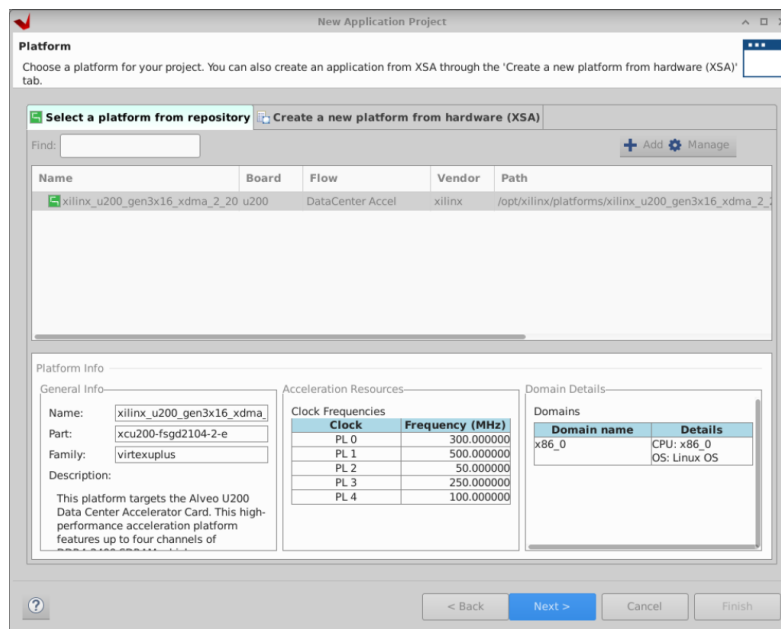 New Application Project
Platform
Choose a platform for your project. You can also create an application from XSA through the 'Create a new platform from hardware (XSA)'
tab.
Select a platform from repository Create a new platform from hardware (XSA)
Find: Add Manage
Name Board Flow Vendor Path
xilinx_u200_gen3x16_xdma_2_20 u200 DataCenter Accel xilinx /opt/xilinx/platforms/xilinx_u200_gen3x16_xdma_2_
Platform Info
General Info Acceleration Resources Domain Details
Name: xilinx_u200_gen3x16_xdma_ Clock Frequencies Domains
Clock Frequency (MHz) Domain name Details
Part: xcu200-fsgd2104-2-e PL 0 300.000000 x86_0 CPU: x86_0
Family: virtexuplus PL 1 500.000000 OS: Linux OS
PL 2 50.000000
Description: PL 3 250.000000
PL 4 100.000000
This platform targets the Alveo U200
Data Center Accelerator Card. This high-
performance acceleration platform
features up to four channels of
? < Back Next > Cancel Finish